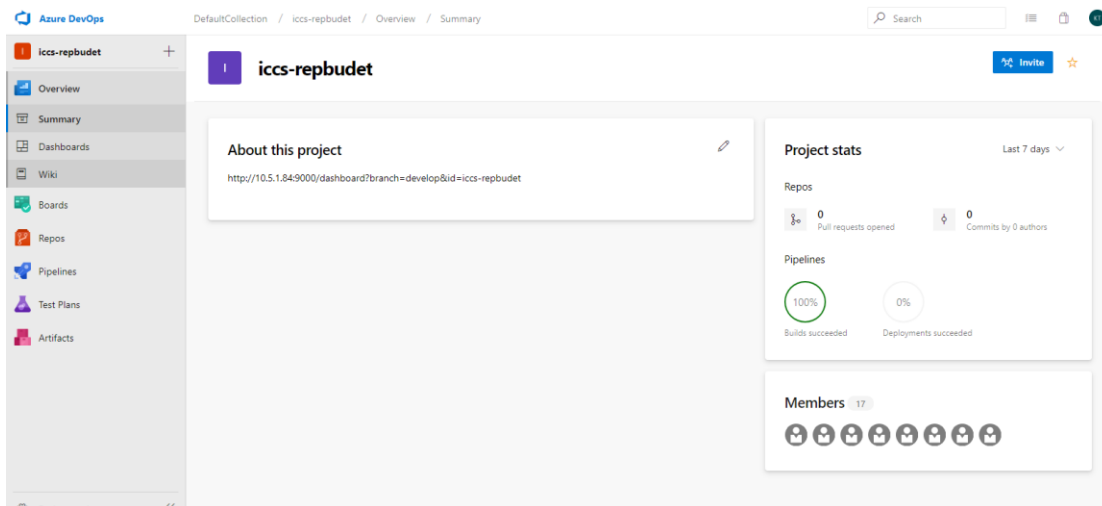 Azure DevOps
DefaultCollection / iccs-repbudet / Overview / Summary
Search
KT
I iccs-repbudet
Overview
Summary
Dashboards
Wiki
Boards
Repos
Pipelines
Test Plans
Artifacts
I iccs-repbudet
Invite
About this project
http://10.5.1.84:9000/dashboard?branch=develop&id=iccs-repbudet
Project stats
Last 7 days
Repos
0
Pull requests opened
0
Commits by 0 authors
Pipelines
100%
Builds succeeded
0%
Deployments succeeded
Members 17